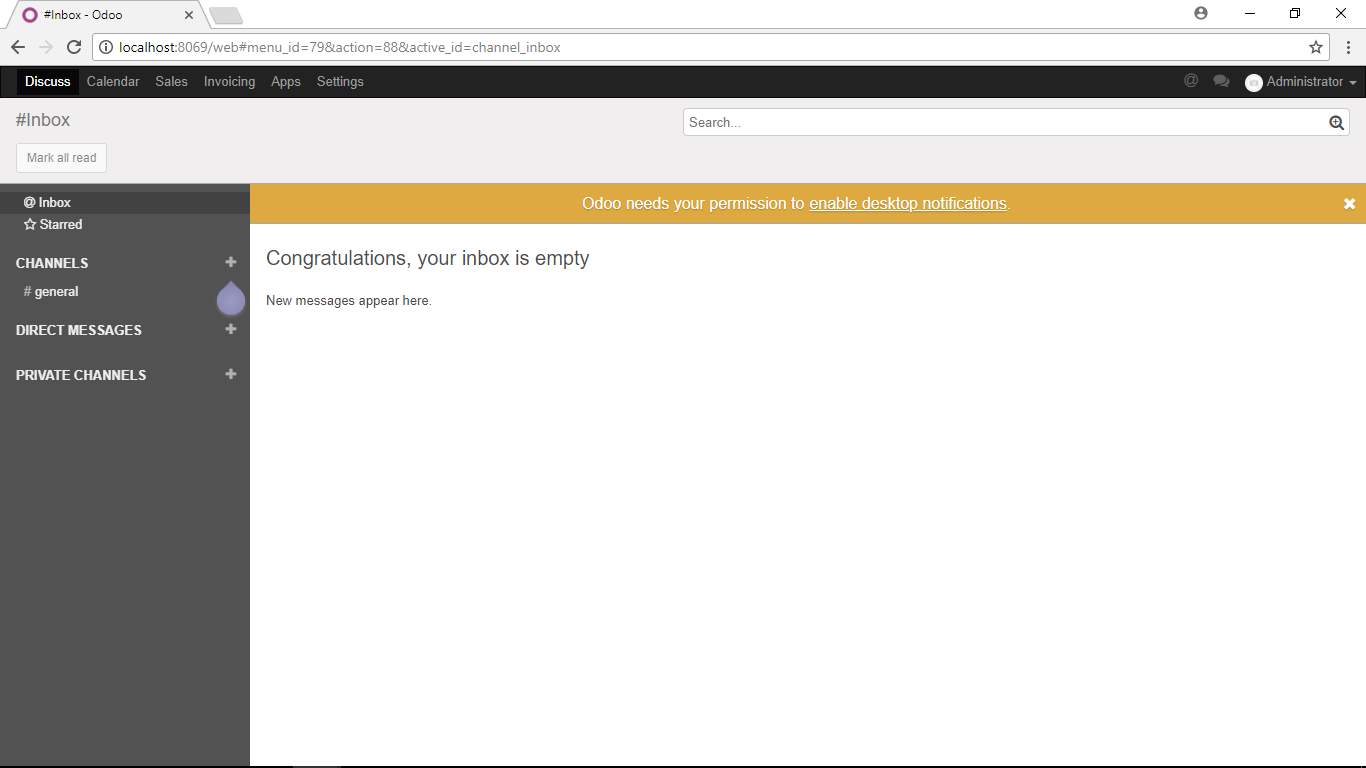 #Inbox - Odoo
localhost:8069/web#menu_id=79&action=88&active_id=channel_inbox
Discuss Calendar Sales Invoicing Apps Settings @ Administrator
#Inbox
Search...
Mark all read
@ Inbox
Odoo needs your permission to enable desktop notifications.
Starred
Congratulations, your inbox is empty
CHANNELS
# general
New messages appear here.
DIRECT MESSAGES
PRIVATE CHANNELS